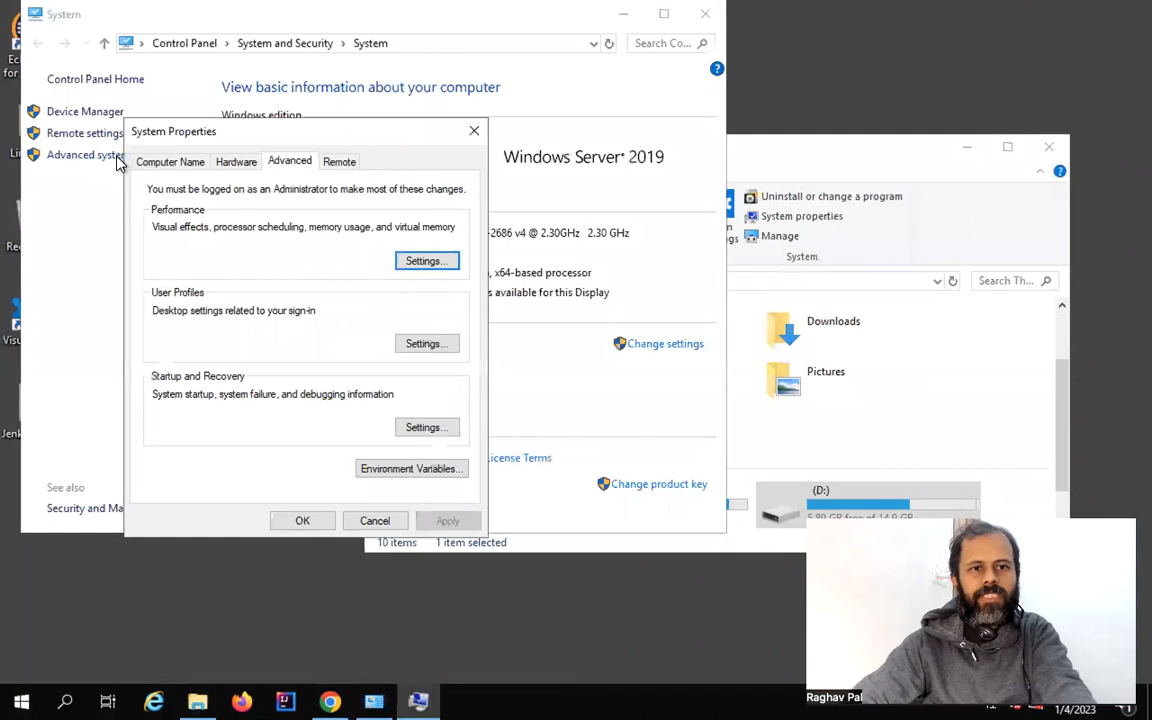 System
Control Panel
System and Security
System
Search Co...
Control Panel Home
Device Manager
Remote settings
Advanced syste
View basic information about your computer
Windows edition
System Properties
Computer Name
Hardware
Advanced
Remote
You must be logged on as an Administrator to make most of these changes.
Performance
Visual effects, processor scheduling, memory usage, and virtual memory
Settings...
User Profiles
Desktop settings related to your sign-in
Settings...
Startup and Recovery
System startup, system failure, and debugging information
Settings...
Environment Variables...
OK
Cancel
Apply
Windows Server® 2019
-2686 v4 @ 2.30GHz 2.30 GHz
, x64-based processor
s available for this Display
Change settings
License Terms
Change product key
See also
Security and Ma
Uninstall or change a program
System properties
Manage
System
Search Th...
Downloads
Pictures
(D:)
5.89 GB free of 14.9 GB
10 items
1 item selected
Raghav Pal
1/4/2023